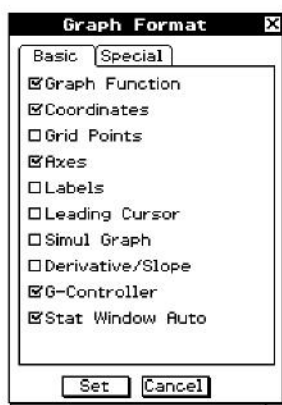 Graph Format
Basic Special
Graph Function
Coordinates
Grid Points
Axes
Labels
Leading Cursor
Simul Graph
Derivative/Slope
G-Controller
Stat Window Auto
Set Cancel